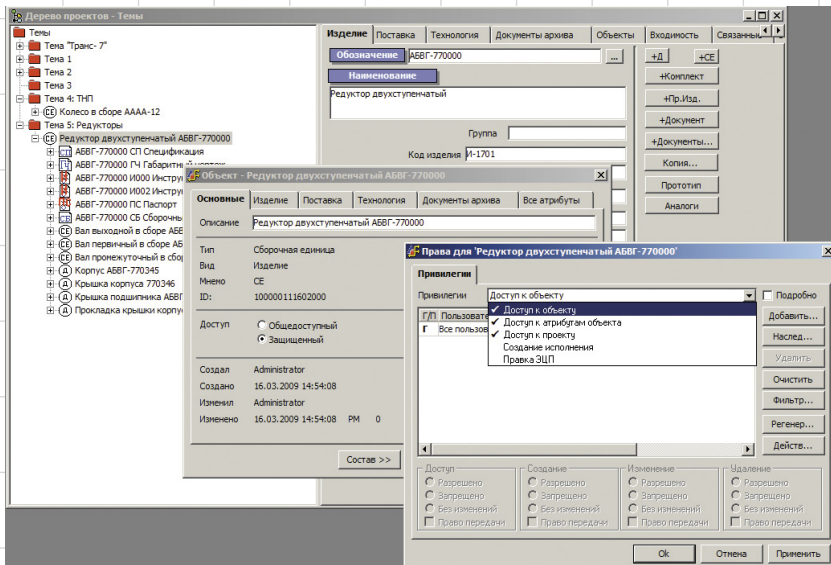 Дерево проектов - Темы
Темы
Тема "Транс- 7"
Тема 1
Тема 2
Тема 3
Тема 4: ТНП
Колесо в сборе АААА-12
Тема 5: Редукторы
Редуктор двухступенчатый АБВГ-770000
АБВГ-770000 СП Спецификация
АБВГ-770000 ГЧ Габаритный чертеж
АБВГ-770000 И000 Инстру
АБВГ-770000 И002 Инстру
АБВГ-770000 ПС Паспорт
АБВГ-770000 СБ Сборочны
Вал выходной в сборе АБВ
Вал первичный в сборе АБ
Вал промежуточный в сбо
Корпус АБВГ-770345
Крышка корпуса 770346
Крышка подшипника АБВГ
Прокладка крышки корпу
Изделие Поставка Технология Документы архива Объекты Входимость Связанны
Обозначение АБВГ-770000 ...
Наименование
Редуктор двухступенчатый
Группа
Код изделия И-1701
+Д +СЕ
+Комплект
+Пр.Изд.
+Документ
+Документы...
Копия...
Прототип
Аналоги
Объект - Редуктор двухступенчатый АБВГ-770000
Основные Изделие Поставка Технология Документы архива Все атрибуты
Описание Редуктор двухступенчатый АБВГ-770000
Тип Сборочная единица
Вид Изделие
Мнемо СЕ
ID: 100000111602000
Доступ Общедоступный
Защищенный
Создал Administrator
Создано 16.03.2009 14:54:08
Изменил Administrator
Изменено 16.03.2009 14:54:08 PM 0
Состав >>
Права для 'Редуктор двухступенчатый АБВГ-770000'
Привилегии
Привилегии Доступ к объекту Подробно
Г/П Пользовате
Г Все пользов
Доступ к объекту
Доступ к атрибутам объекта
Доступ к проекту
Создание исполнения
Правка ЭЦП
Добавить...
Наслед...
Удалить
Очистить
Фильтр...
Регенер...
Действ...
Доступ Создание Изменение Удаление
Разрешено Разрешено Разрешено Разрешено
Запрещено Запрещено Запрещено Запрещено
Без изменений Без изменений Без изменений Без изменений
Право передачи Право передачи Право передачи Право передачи
Ok Отмена Применить